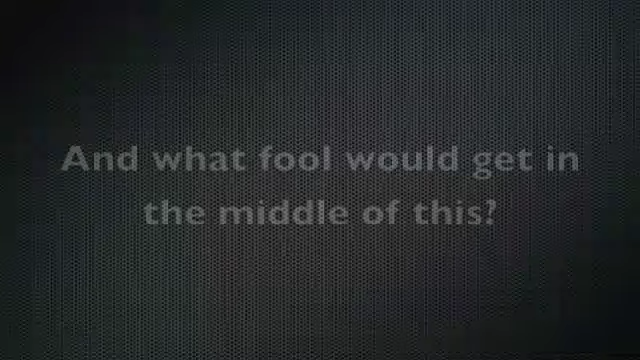 And what fool would get in
the middle of this?